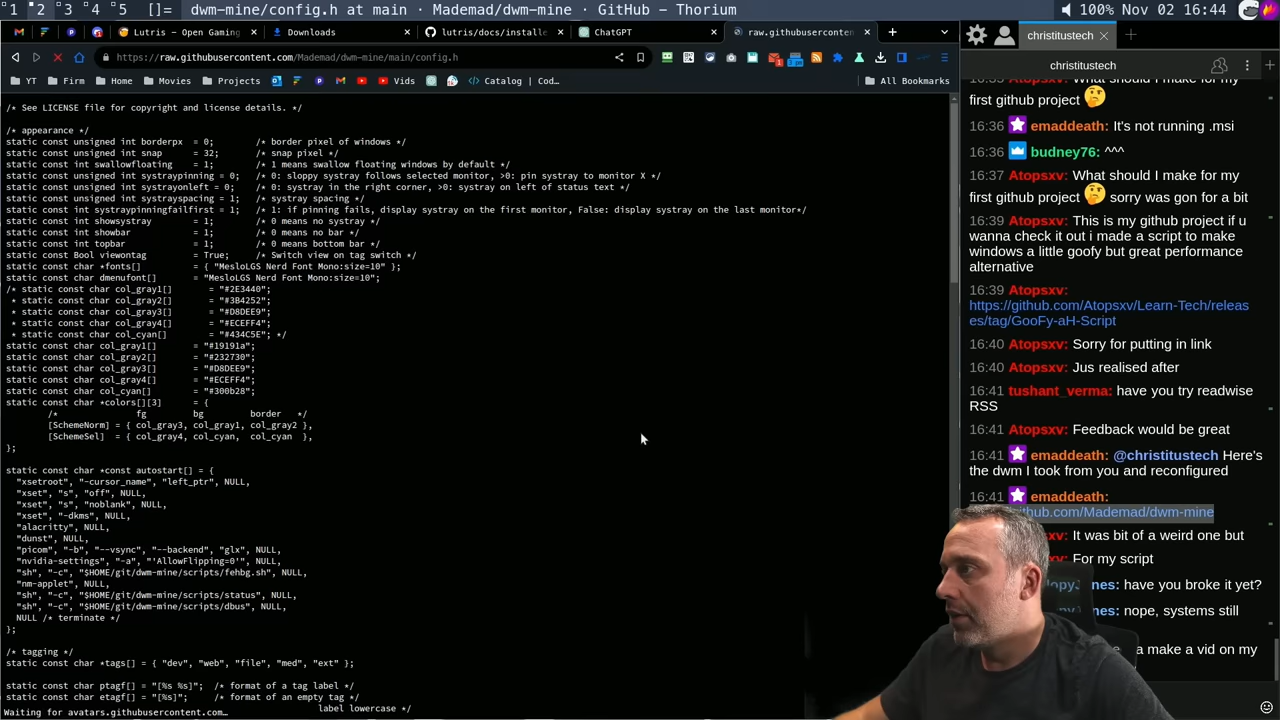 1 2 3 4 5 []= dwm-mine/config.h at main · Mademad/dwm-mine · GitHub - Thorium 100% Nov 02 16:44
Lutris - Open Gaming Downloads lutris/docs/installe ChatGPT raw.githubusercontent.com
https://raw.githubusercontent.com/Mademad/dwm-mine/main/config.h
YT Firm Home Movies Projects Vids Catalog | Cod... All Bookmarks
/* See LICENSE file for copyright and license details. */
/* appearance */
static const unsigned int borderpx = 0; /* border pixel of windows */
static const unsigned int snap = 32; /* snap pixel */
static const int swallowfloating = 1; /* 1 means swallow floating windows by default */
static const unsigned int systraypinning = 0; /* 0: sloppy systray follows selected monitor, >0: pin systray to monitor X */
static const unsigned int systrayonleft = 0; /* 0: systray in the right corner, >0: systray on left of status text */
static const unsigned int systrayspacing = 1; /* systray spacing */
static const int systraypinningfailfirst = 1; /* 1: if pinning fails, display systray on the first monitor, False: display systray on the last monitor*/
static const int showsystray = 1; /* 0 means no systray */
static const int showbar = 1; /* 0 means no bar */
static const int topbar = 1; /* 0 means bottom bar */
static const Bool viewontag = True; /* Switch view on tag switch */
static const char *fonts[] = { "MesloLGS Nerd Font Mono:size=10" };
static const char dmenufont[] = "MesloLGS Nerd Font Mono:size=10";
/* static const char col_gray1[] = "#2E3440";
* static const char col_gray2[] = "#3B4252";
* static const char col_gray3[] = "#D8DEE9";
* static const char col_gray4[] = "#ECEFF4";
* static const char col_cyan[] = "#434C5E"; */
static const char col_gray1[] = "#19191a";
static const char col_gray2[] = "#232730";
static const char col_gray3[] = "#D8DEE9";
static const char col_gray4[] = "#ECEFF4";
static const char col_cyan[] = "#300b28";
static const char *colors[][3] = {
/* fg bg border */
[SchemeNorm] = { col_gray3, col_gray1, col_gray2 },
[SchemeSel] = { col_gray4, col_cyan, col_cyan },
};
static const char *const autostart[] = {
"xsetroot", "-cursor_name", "left_ptr", NULL,
"xset", "s", "off", NULL,
"xset", "s", "noblank", NULL,
"xset", "-dkms", NULL,
"alacritty", NULL,
"dunst", NULL,
"picom", "-b", "--vsync", "--backend", "glx", NULL,
"nvidia-settings", "-a", "'AllowFlipping=0'", NULL,
"sh", "-c", "$HOME/git/dwm-mine/scripts/fehbg.sh", NULL,
"nm-applet", NULL,
"sh", "-c", "$HOME/git/dwm-mine/scripts/status", NULL,
"sh", "-c", "$HOME/git/dwm-mine/scripts/dbus", NULL,
NULL /* terminate */
};
/* tagging */
static const char *tags[] = { "dev", "web", "file", "med", "ext" };
static const char ptagf[] = "[%s %s]"; /* format of a tag label */
static const char etagf[] = "[%s]"; /* format of an empty tag */
label lowercase */
Waiting for avatars.githubusercontent.com…
christitustech
christitustech
What should I make for my
first github project
16:36 emaddeath: It's not running .msi
16:36 budney76: ^^^
16:37 Atopsxv: What should I make for my
first github project sorry was gon for a bit
16:39 Atopsxv: This is my github project if u
wanna check it out i made a script to make
windows a little goofy but great performance
alternative
16:39 Atopsxv:
https://github.com/Atopsxv/Learn-Tech/releas
es/tag/GooFy-aH-Script
16:40 Atopsxv: Sorry for putting in link
16:40 Atopsxv: Jus realised after
16:41 tushant_verma: have you try readwise
RSS
16:41 Atopsxv: Feedback would be great
16:41 emaddeath: @christitustech Here's
the dwm I took from you and reconfigured
16:41 emaddeath:
github.com/Mademad/dwm-mine
It was bit of a weird one but
For my script
have you broke it yet?
nope, systems still
a make a vid on my